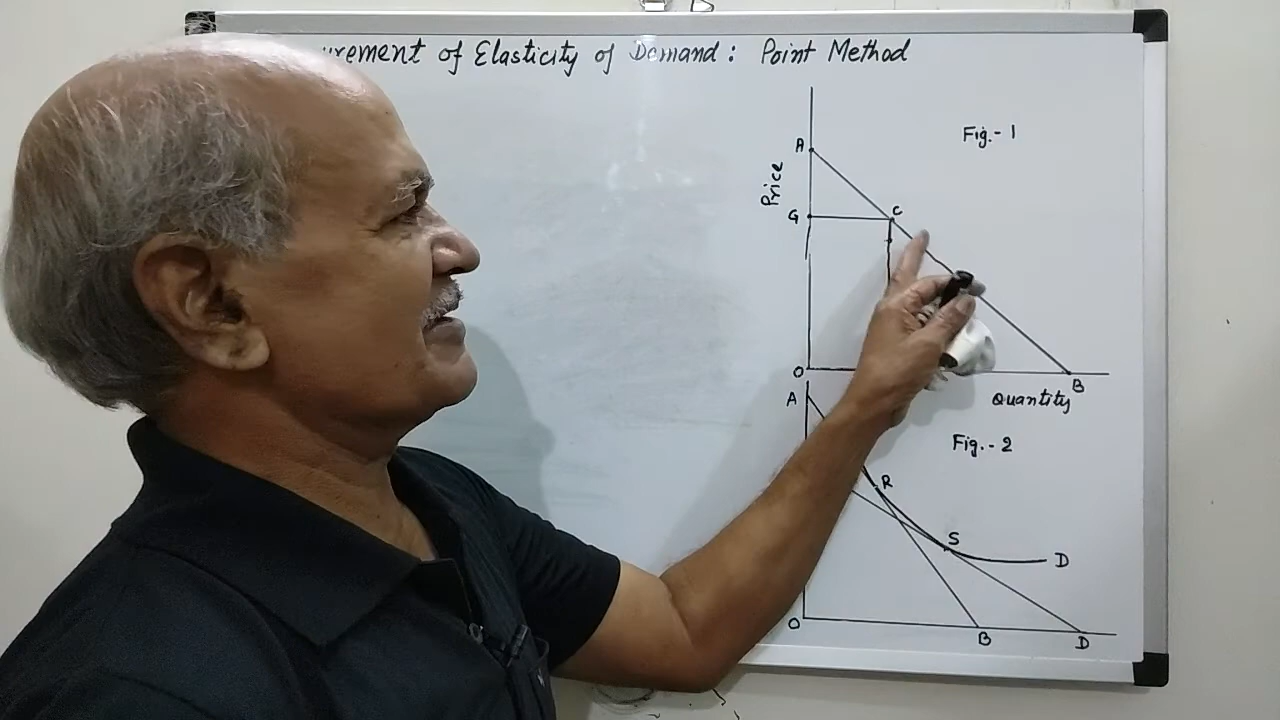 urement of Elasticity of Demand: Point Method
Fig.-1
A
Price
G
C
O
B
Quantity
A
Fig.-2
R
S
D
O
B
D